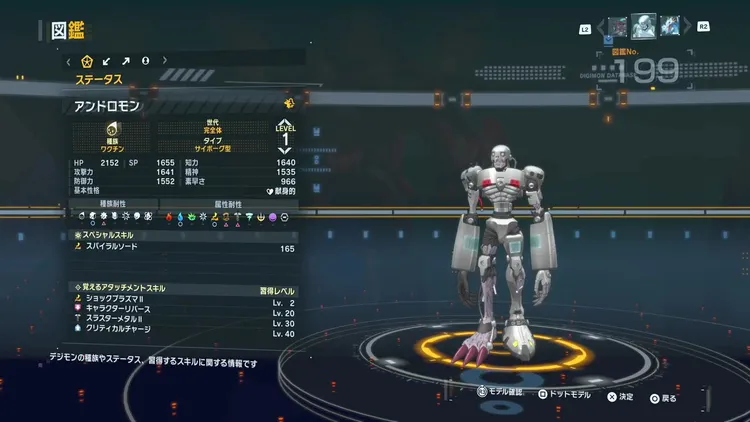 図鑑
L2
R2
図鑑No.
199
DIGIMON DATABASE
ステータス
アンドロモン
種族
ワクチン
世代
完全体
タイプ
サイボーグ型
LEVEL
1
HP 2152 SP 1655 知力 1640
攻撃力 1641 精神 1535
防御力 1552 素早さ 966
基本性格 献身的
種族耐性 属性耐性
スペシャルスキル
スパイラルソード 165
覚えるアタッチメントスキル 習得レベル
ショックプラズマⅡ Lv. 2
キャラクターリバース Lv. 20
スラスターメタルⅡ Lv. 30
クリティカルチャージ Lv. 40
デジモンの種族やステータス、習得するスキルに関する情報です
モデル確認 ドットモデル 決定 戻る